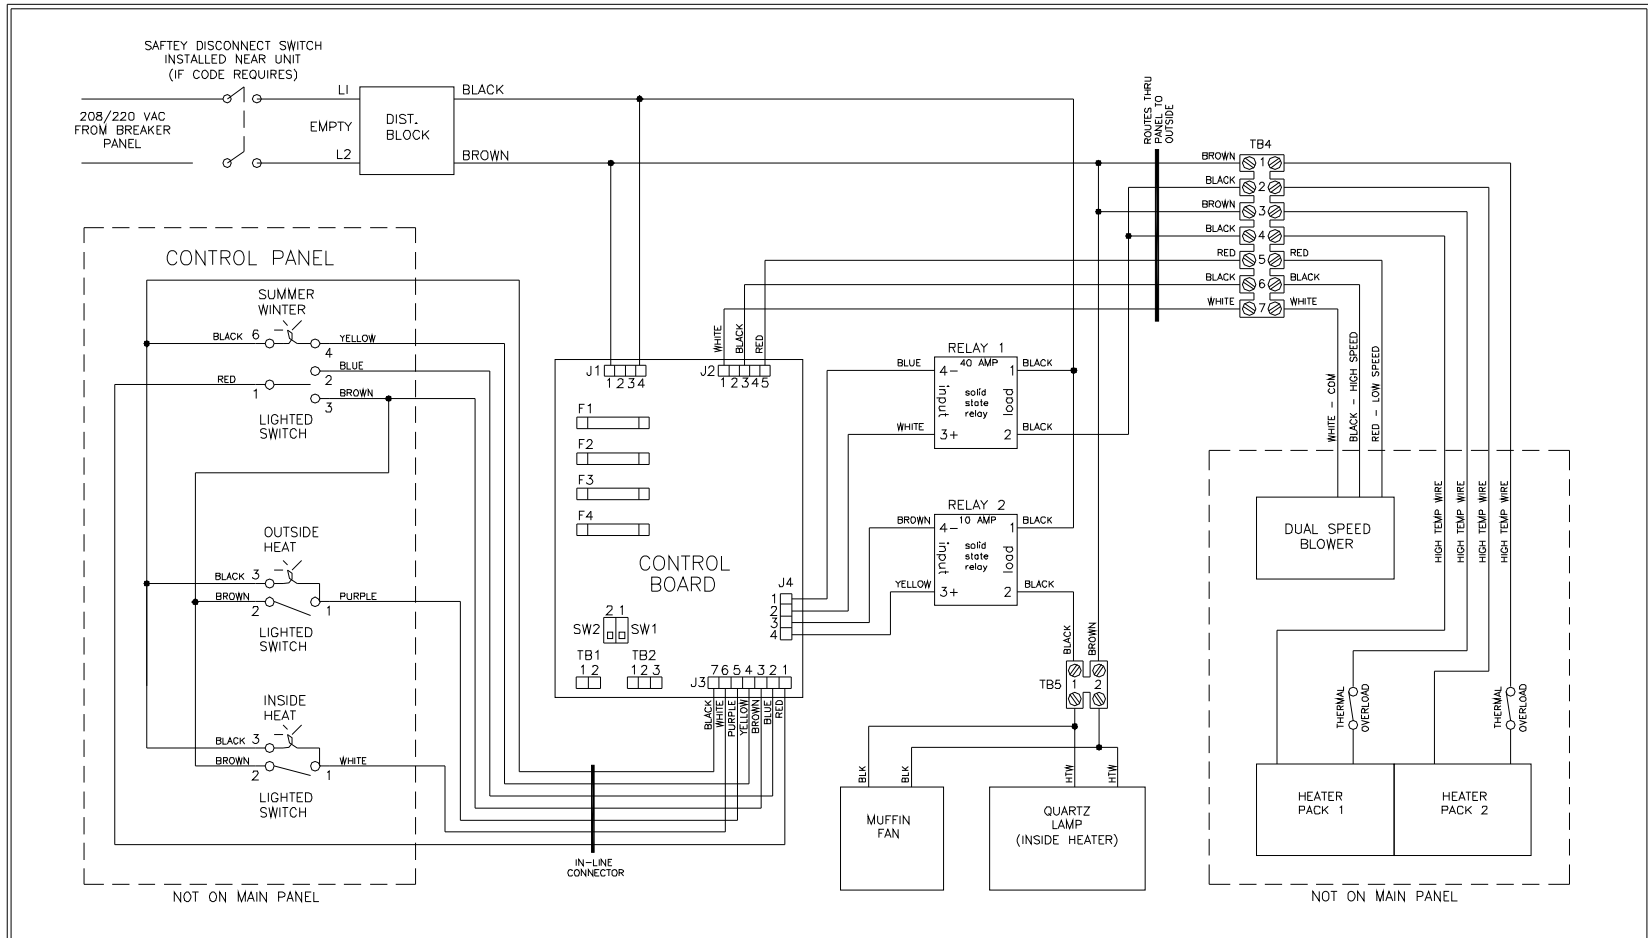 SAFTEY DISCONNECT SWITCH
INSTALLED NEAR UNIT
(IF CODE REQUIRES)
208/220 VAC
FROM BREAKER
PANEL
L1
EMPTY
L2
DIST.
BLOCK
BLACK
BROWN
ROUTES THRU
PANEL TO
OUTSIDE
TB4
BROWN 1
BLACK 2
BROWN 3
BLACK 4
RED 5 RED
BLACK 6 BLACK
WHITE 7 WHITE
CONTROL PANEL
SUMMER
WINTER
BLACK 6
4 YELLOW
2 BLUE
RED 1
3 BROWN
LIGHTED
SWITCH
OUTSIDE
HEAT
BLACK 3
BROWN 2
1 PURPLE
LIGHTED
SWITCH
INSIDE
HEAT
BLACK 3
BROWN 2
1 WHITE
LIGHTED
SWITCH
NOT ON MAIN PANEL
IN-LINE
CONNECTOR
J1
1234
WHITE
BLACK
RED
J2
12345
F1
F2
F3
F4
CONTROL
BOARD
J4
1
2
3
4
2 1
SW2 SW1
TB1
1 2
TB2
1 2 3
J3
7 6 5 4 3 2 1
BLACK
WHITE
PURPLE
YELLOW
BROWN
BLUE
RED
RELAY 1
40 AMP
BLUE 4-
1 BLACK
input
solid
state
relay
load
WHITE 3+
2 BLACK
RELAY 2
10 AMP
BROWN 4-
1 BLACK
input
solid
state
relay
load
YELLOW 3+
2 BLACK
BLACK
BROWN
TB5
1 2
BLK
BLK
HTW
HTW
MUFFIN
FAN
QUARTZ
LAMP
(INSIDE HEATER)
WHITE - COM
BLACK - HIGH SPEED
RED - LOW SPEED
DUAL SPEED
BLOWER
HIGH TEMP WIRE
HIGH TEMP WIRE
HIGH TEMP WIRE
HIGH TEMP WIRE
THERMAL
OVERLOAD
THERMAL
OVERLOAD
HEATER
PACK 1
HEATER
PACK 2
NOT ON MAIN PANEL